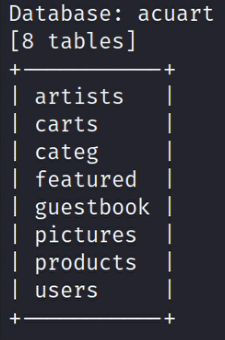 Database: acuart
[8 tables]
+-----------+
| artists   |
| carts     |
| categ     |
| featured  |
| guestbook |
| pictures  |
| products  |
| users     |
+-----------+